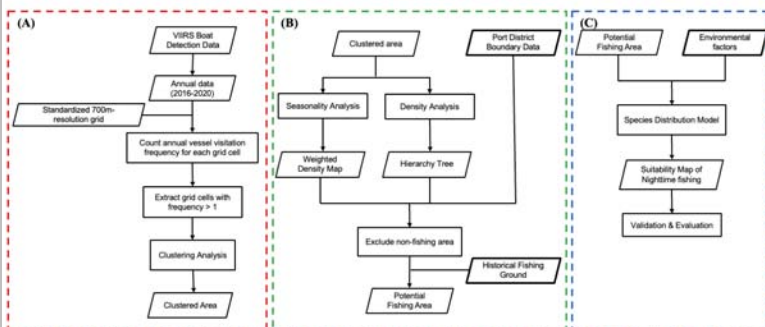 (A)
VIIRS Boat
Detection Data
Annual data
(2016-2020)
Standardized 700m-
resolution grid
Count annual vessel visitation
frequency for each grid cell
Extract grid cells with
frequency > 1
Clustering Analysis
Clustered Area
(B)
Clustered area
Port District
Boundary Data
Seasonality Analysis
Density Analysis
Weighted
Density Map
Hierarchy Tree
Exclude non-fishing area
Historical Fishing
Ground
Potential
Fishing Area
(C)
Potential
Fishing Area
Environmental
factors
Species Distribution Model
Suitability Map of
Nighttime fishing
Validation & Evaluation